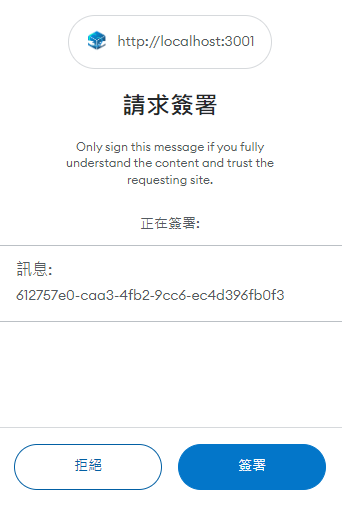 http://localhost:3001
請求簽署
Only sign this message if you fully
understand the content and trust the
requesting site.
正在簽署:
訊息:
612757e0-caa3-4fb2-9cc6-ec4d396fb0f3
拒絕
簽署